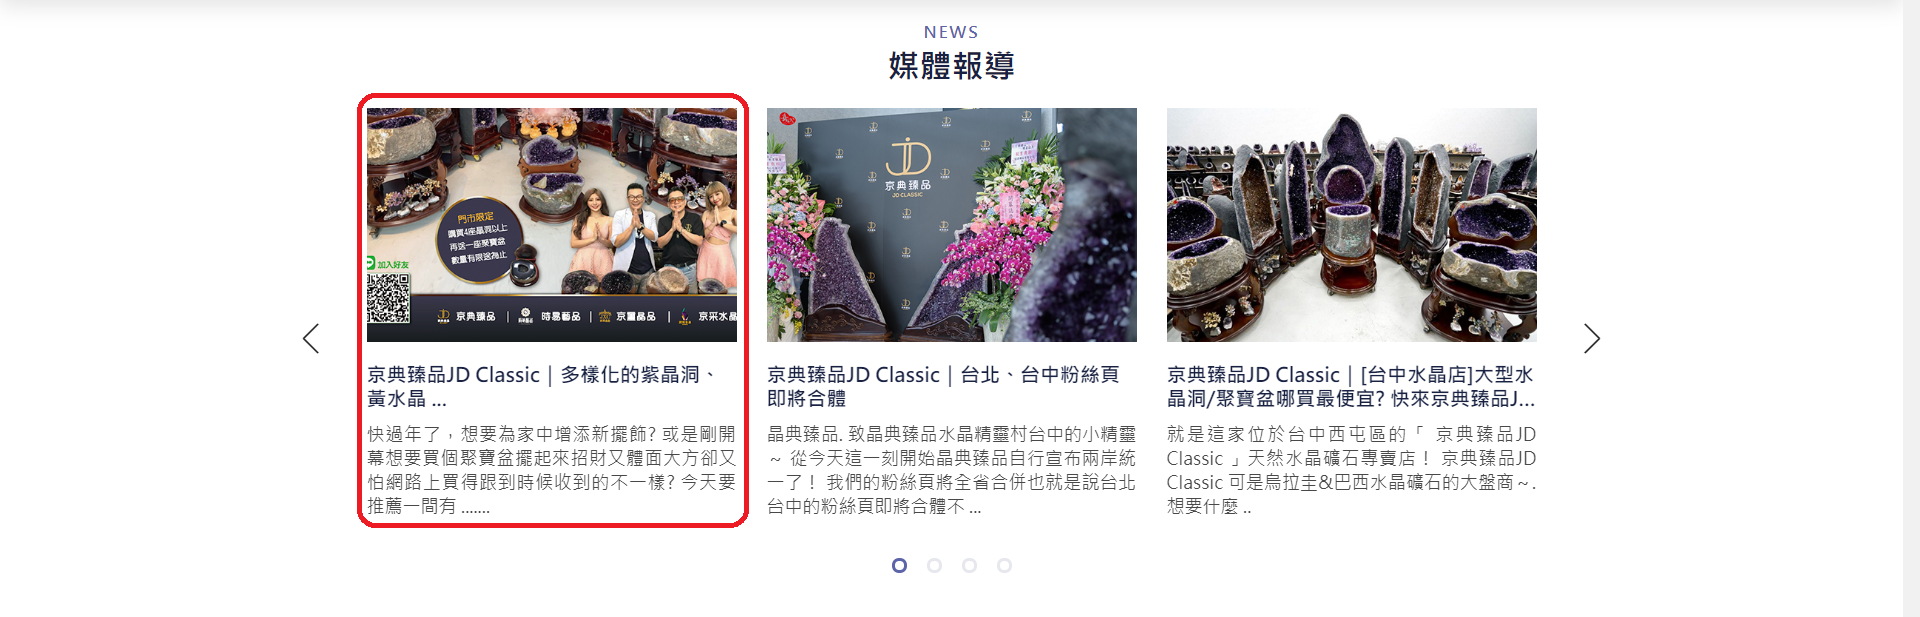 NEWS
媒體報導
門市限定
購買4座晶洞以上
再送一座聚寶盆
數量有限送為止
加入好友
京典臻品 | 時易藝品 | 京璽晶品 | 京采水晶
JD
京典臻品
JD CLASSIC
京典臻品JD Classic｜多樣化的紫晶洞、
黃水晶 ...
快過年了，想要為家中增添新擺飾? 或是剛開
幕想要買個聚寶盆擺起來招財又體面大方卻又
怕網路上買得跟到時候收到的不一樣? 今天要
推薦一間有 .......
京典臻品JD Classic｜台北、台中粉絲頁
即將合體
晶典臻品. 致晶典臻品水晶精靈村台中的小精靈
~ 從今天這一刻開始晶典臻品自行宣布兩岸統
一了！ 我們的粉絲頁將全省合併也就是說台北
台中的粉絲頁即將合體不 ...
京典臻品JD Classic｜[台中水晶店]大型水
晶洞/聚寶盆哪買最便宜? 快來京典臻品J...
就是這家位於台中西屯區的「 京典臻品JD
Classic 」天然水晶礦石專賣店！ 京典臻品JD
Classic 可是烏拉圭&巴西水晶礦石的大盤商～.
想要什麼 ..